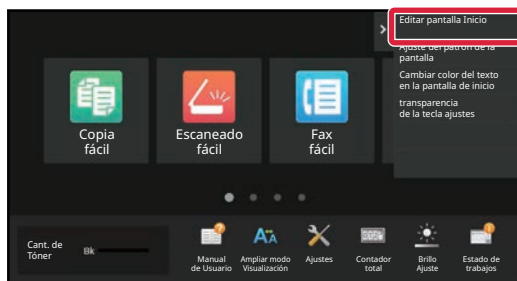 Editar pantalla Inicio
Ajuste del patrón de la
pantalla
Cambiar color del texto
en la pantalla de inicio
transparencia
de la tecla ajustes
Copia
fácil
Escaneado
fácil
Fax
fácil
Cant. de
Tóner
Bk
Manual
de Usuario
Ampliar modo
Visualización
Ajustes
Contador
total
Brillo
Ajuste
Estado de
trabajos